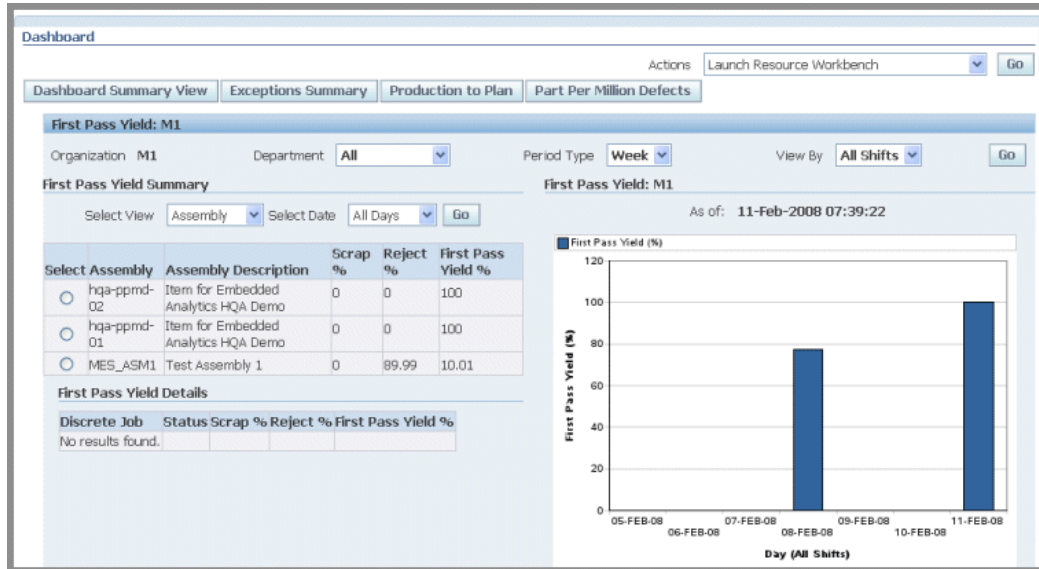 Dashboard
Actions Launch Resource Workbench Go
Dashboard Summary View Exceptions Summary Production to Plan Part Per Million Defects
First Pass Yield: M1
Organization M1 Department All Period Type Week View By All Shifts Go
First Pass Yield Summary
Select View Assembly Select Date All Days Go
Select Assembly Assembly Description Scrap % Reject % First Pass Yield %
hqa-ppmd-02 Item for Embedded Analytics HQA Demo 0 0 100
hqa-ppmd-01 Item for Embedded Analytics HQA Demo 0 0 100
MES_ASM1 Test Assembly 1 0 89.99 10.01
First Pass Yield Details
Discrete Job Status Scrap % Reject % First Pass Yield %
No results found.
First Pass Yield: M1
As of: 11-Feb-2008 07:39:22
First Pass Yield (%)
First Pass Yield (%)
120
100
80
60
40
20
0
05-FEB-08 07-FEB-08 09-FEB-08 11-FEB-08
06-FEB-08 08-FEB-08 10-FEB-08
Day (All Shifts)